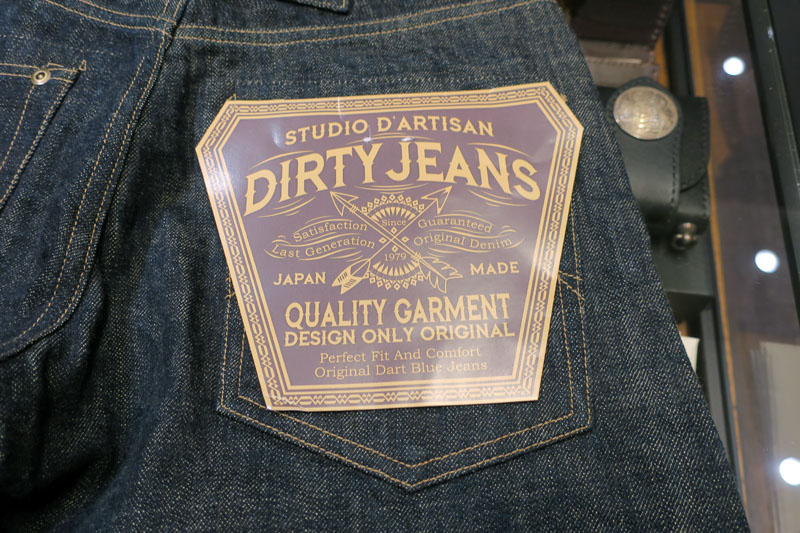 STUDIO D'ARTISAN
DIRTY JEANS
Satisfaction Since Guaranteed
Last Generation 1979 Original Denim
JAPAN MADE
QUALITY GARMENT
DESIGN ONLY ORIGINAL
Perfect Fit And Comfort
Original Dart Blue Jeans